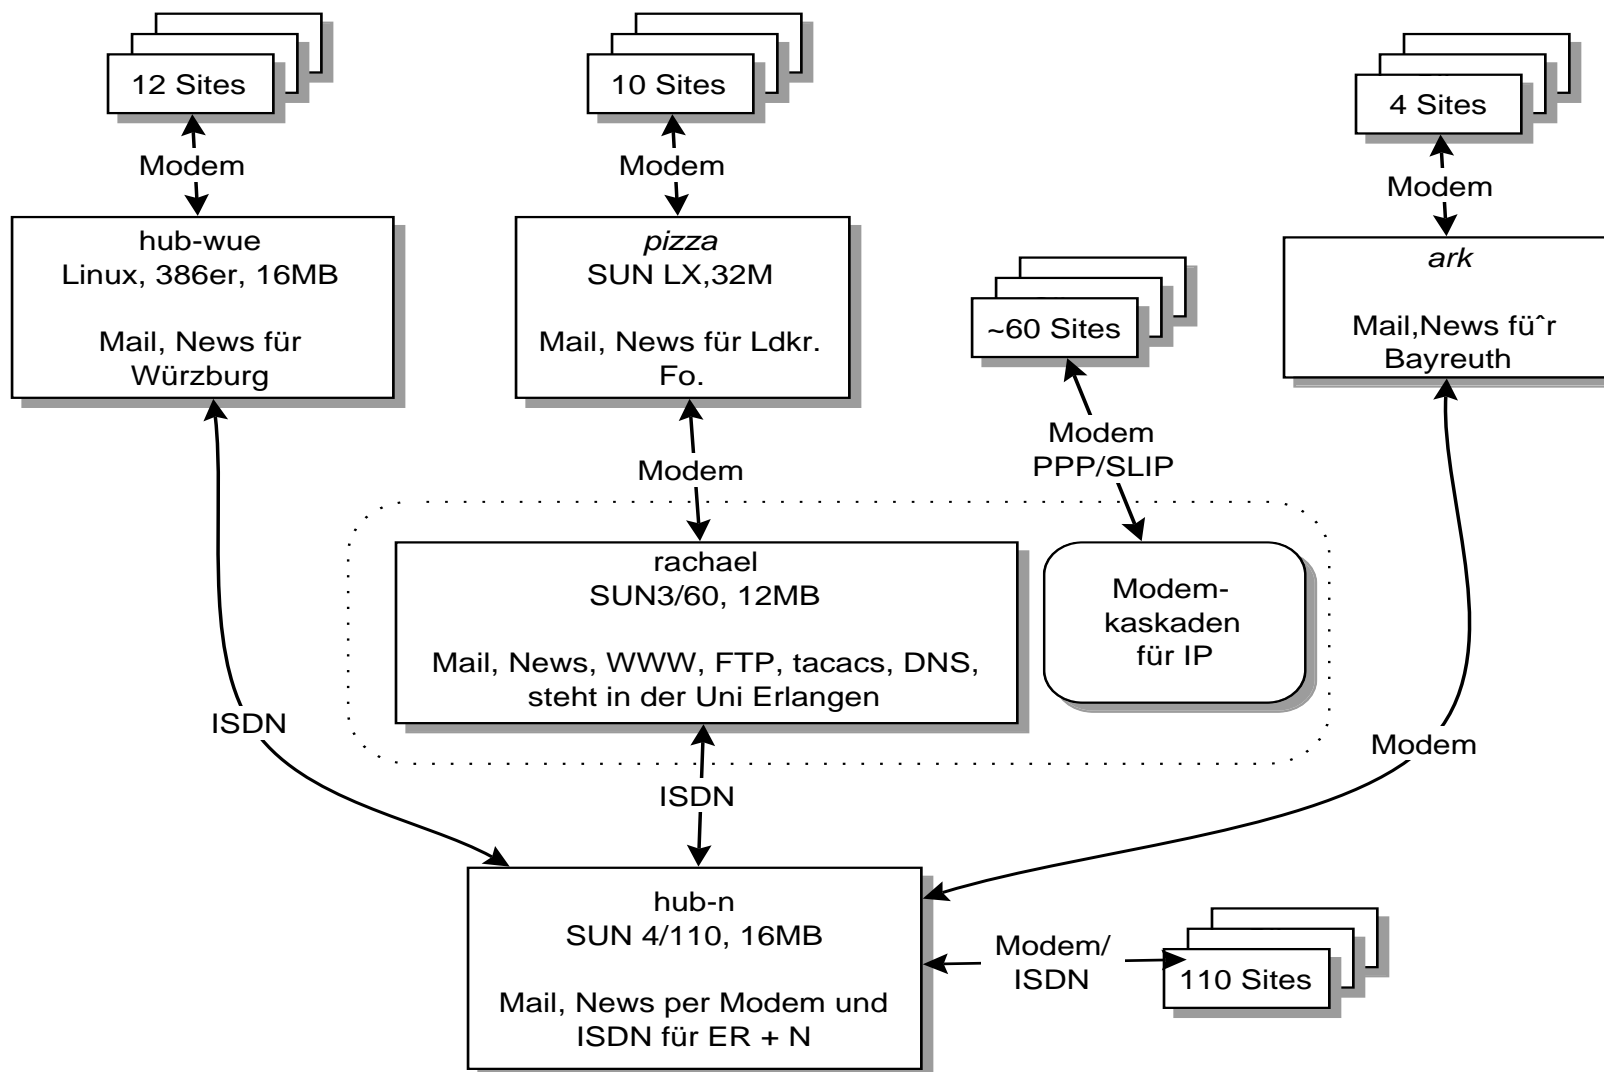 12 Sites
10 Sites
4 Sites
Modem
Modem
Modem
hub-wue
Linux, 386er, 16MB
Mail, News für
Würzburg
pizza
SUN LX,32M
Mail, News für Ldkr.
Fo.
~60 Sites
ark
Mail,News füˆr
Bayreuth
Modem
PPP/SLIP
Modem
rachael
SUN3/60, 12MB
Mail, News, WWW, FTP, tacacs, DNS,
steht in der Uni Erlangen
Modem-
kaskaden
für IP
ISDN
Modem
ISDN
hub-n
SUN 4/110, 16MB
Mail, News per Modem und
ISDN für ER + N
Modem/
ISDN
110 Sites